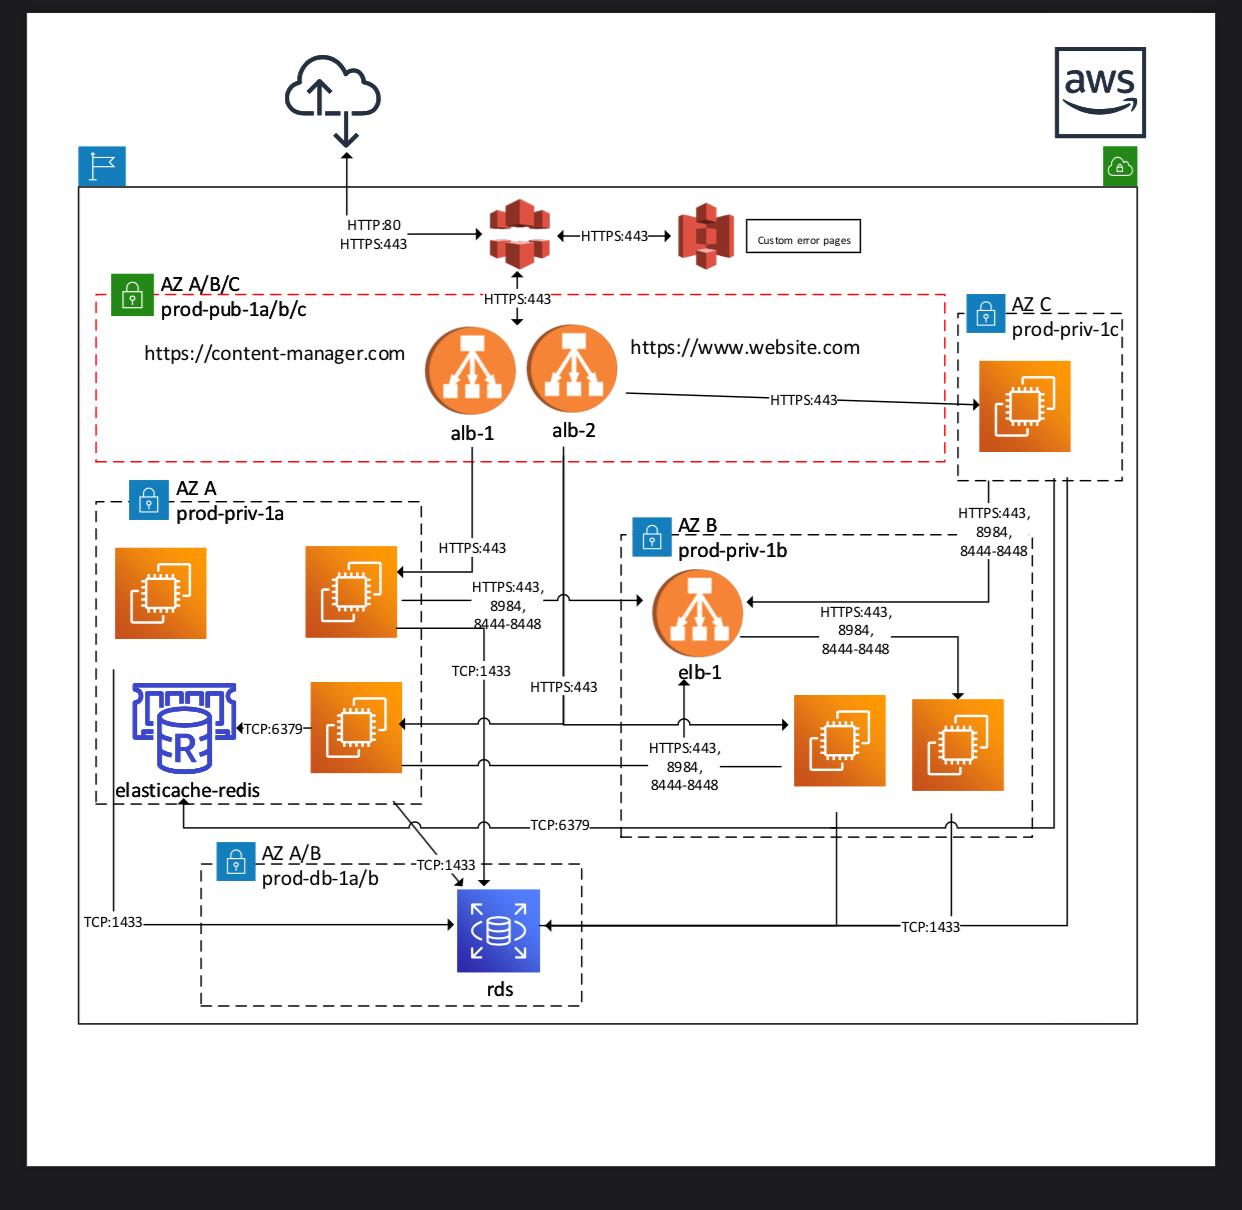 aws
HTTP:80
HTTPS:443
HTTPS:443
Custom error pages
HTTPS:443
AZ A/B/C
prod-pub-1a/b/c
https://content-manager.com
https://www.website.com
alb-1
alb-2
HTTPS:443
AZ C
prod-priv-1c
AZ A
prod-priv-1a
HTTPS:443
HTTPS:443,
8984,
8444-8448
TCP:1433
HTTPS:443
AZ B
prod-priv-1b
HTTPS:443,
8984,
8444-8448
elb-1
HTTPS:443,
8984,
8444-8448
HTTPS:443,
8984,
8444-8448
R
TCP:6379
elasticache-redis
TCP:6379
AZ A/B
prod-db-1a/b
TCP:1433
TCP:1433
TCP:1433
rds